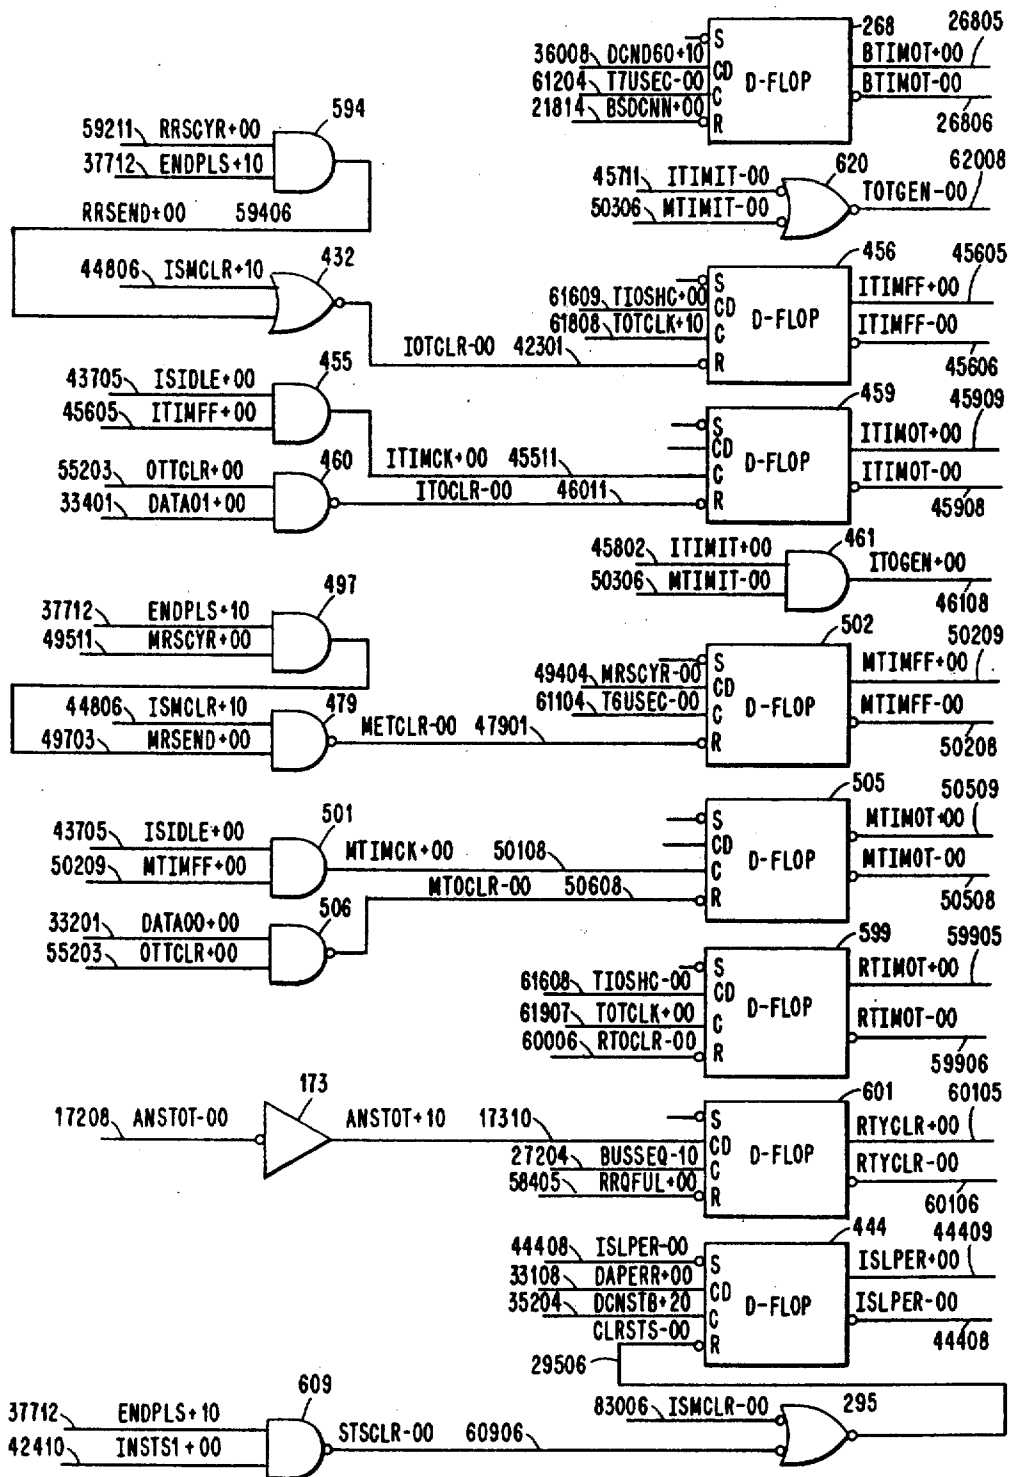 268
26805
S
36008 DCND60+10
CD
BTIMOT+00
61204 T7USEC-00
C
D-FLOP
BTIMOT-00
21814 BSDCNN+00
R
26806
594
59211 RRSCYR+00
37712 ENDPLS+10
RRSEND+00 59406
620
62008
45711 ITIMIT-00
TOTGEN-00
50306 MTIMIT-00
432
44806 ISMCLR+10
456
45605
S
61609 TIOSHC+00
CD
ITIMFF+00
61808 TOTCLK+10
C
D-FLOP
ITIMFF-00
IOTCLR-00 42301
R
45606
455
43705 ISIDLE+00
45605 ITIMFF+00
459
45909
S
CD
ITIMOT+00
D-FLOP
ITIMCK+00 45511
C
ITIMOT-00
460
55203 OTTCLR+00
ITOCLR-00 46011
R
33401 DATA01+00
45908
461
45802 ITIMIT+00
ITOGEN+00
50306 MTIMIT-00
46108
497
37712 ENDPLS+10
49511 MRSCYR+00
502
50209
S
49404 MRSCYR-00
CD
MTIMFF+00
61104 T6USEC-00
C
D-FLOP
MTIMFF-00
479
44806 ISMCLR+10
49703 MRSEND+00
METCLR-00 47901
R
50208
505
50509
S
CD
MTIMOT+00
501
43705 ISIDLE+00
MTIMCK+00 50108
C
D-FLOP
MTIMOT-00
50209 MTIMFF+00
MTOCLR-00 50608
R
50508
506
33201 DATA00+00
55203 OTTCLR+00
599
59905
S
61608 TIOSHC-00
CD
RTIMOT+00
61907 TOTCLK+00
C
D-FLOP
RTIMOT-00
60006 RTOCLR-00
R
59906
173
17208 ANSTOT-00
ANSTOT+10 17310
601
60105
S
CD
RTYCLR+00
27204 BUSSEQ-10
C
D-FLOP
RTYCLR-00
58405 RRQFUL+00
R
60106
444
44409
44408 ISLPER-00
S
33108 DAPERR+00
CD
ISLPER+00
35204 DCNSTB+20
C
D-FLOP
ISLPER-00
CLRSTS-00
R
44408
29506
609
37712 ENDPLS+10
42410 INSTS1+00
STSCLR-00 60906
83006 ISMCLR-00
295